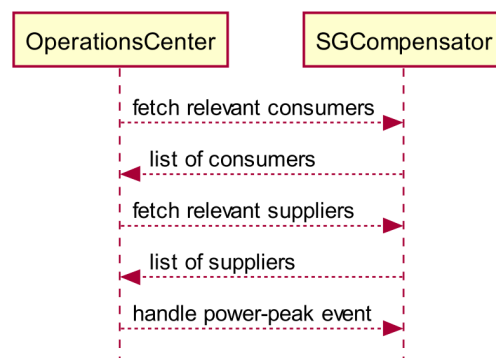 OperationsCenter
SGCompensator
fetch relevant consumers
list of consumers
fetch relevant suppliers
list of suppliers
handle power-peak event